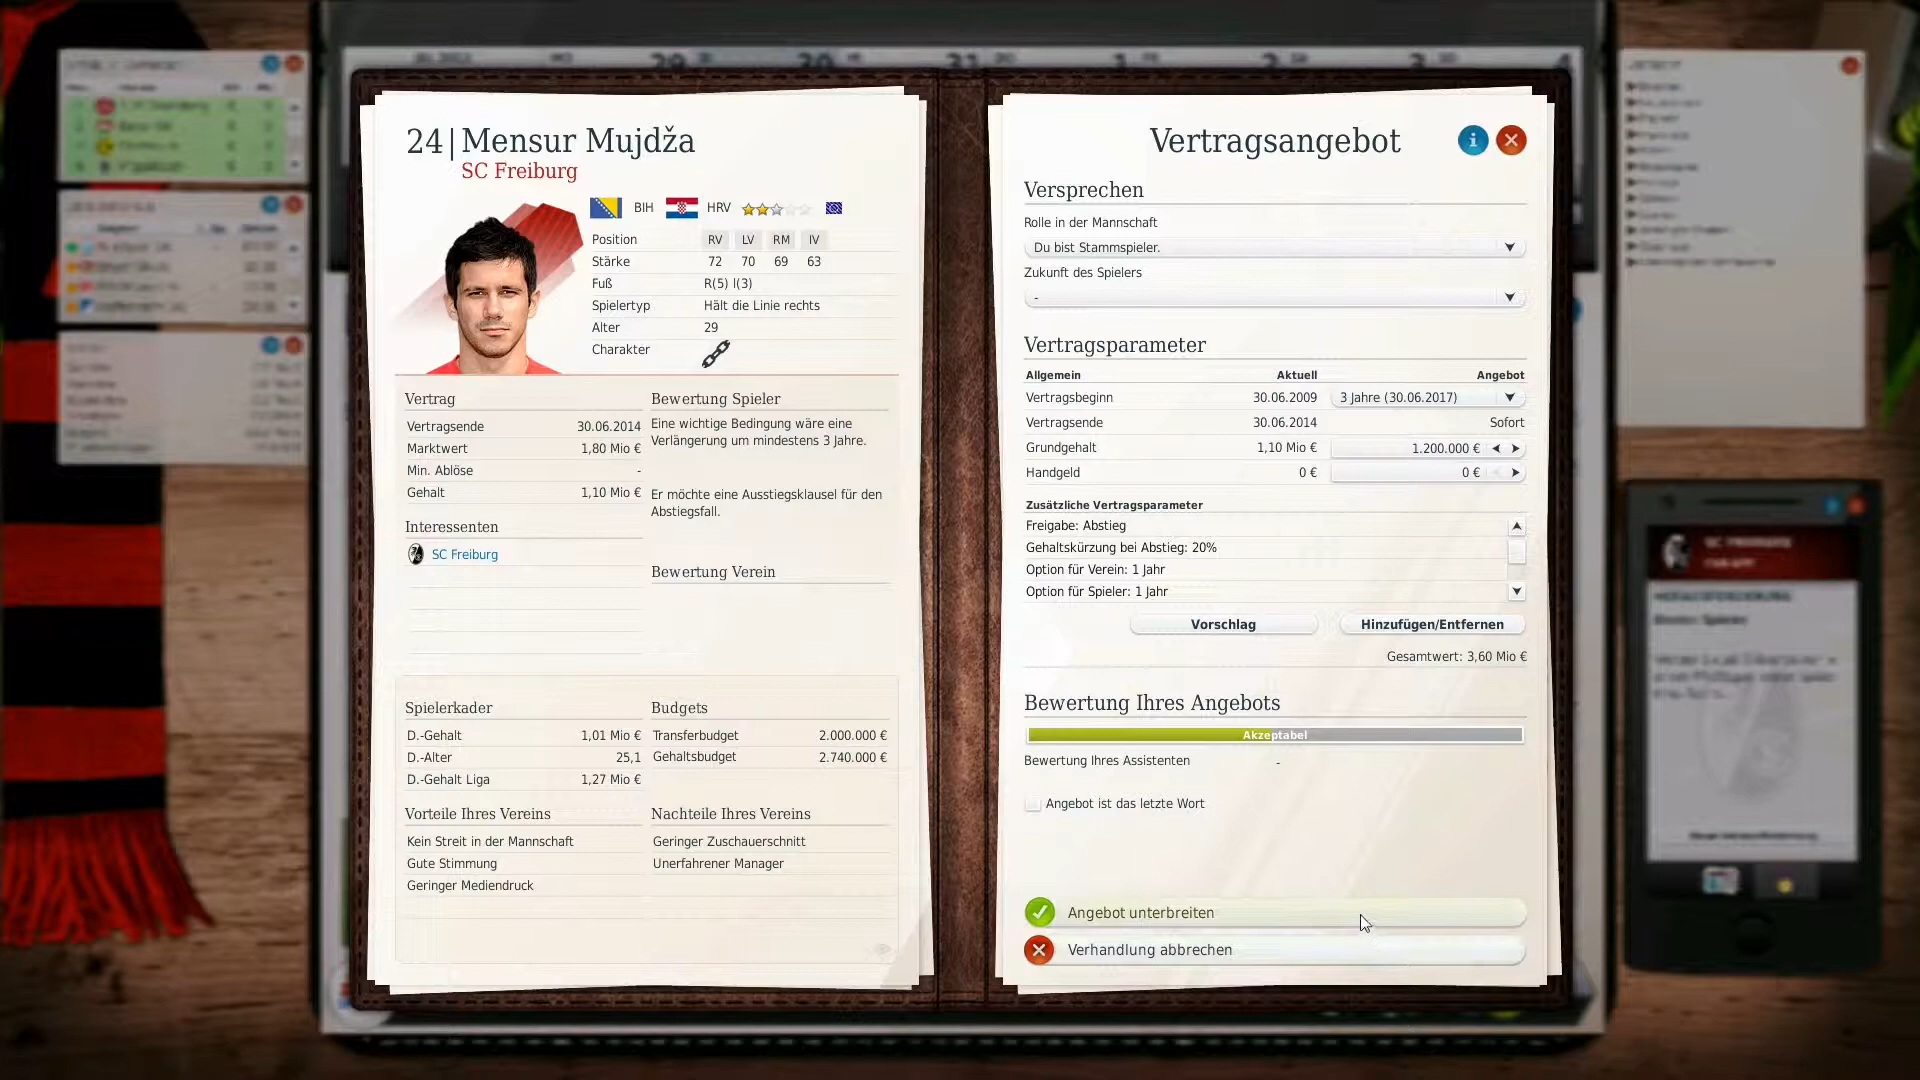 24|Mensur Mujdža
SC Freiburg
BIH HRV
Position RV LV RM IV
Stärke 72 70 69 63
Fuß R(5) l(3)
Spielertyp Hält die Linie rechts
Alter 29
Charakter
Vertrag
Vertragsende 30.06.2014
Marktwert 1,80 Mio €
Min. Ablöse -
Gehalt 1,10 Mio €
Interessenten
SC Freiburg
Bewertung Spieler
Eine wichtige Bedingung wäre eine
Verlängerung um mindestens 3 Jahre.
Er möchte eine Ausstiegsklausel für den
Abstiegsfall.
Bewertung Verein
Spielerkader
D.-Gehalt 1,01 Mio €
D.-Alter 25,1
D.-Gehalt Liga 1,27 Mio €
Budgets
Transferbudget 2.000.000 €
Gehaltsbudget 2.740.000 €
Vorteile Ihres Vereins
Kein Streit in der Mannschaft
Gute Stimmung
Geringer Mediendruck
Nachteile Ihres Vereins
Geringer Zuschauerschnitt
Unerfahrener Manager
Vertragsangebot
Versprechen
Rolle in der Mannschaft
Du bist Stammspieler.
Zukunft des Spielers
-
Vertragsparameter
Allgemein Aktuell Angebot
Vertragsbeginn 30.06.2009 3 Jahre (30.06.2017)
Vertragsende 30.06.2014 Sofort
Grundgehalt 1,10 Mio € 1.200.000 €
Handgeld 0 € 0 €
Zusätzliche Vertragsparameter
Freigabe: Abstieg
Gehaltskürzung bei Abstieg: 20%
Option für Verein: 1 Jahr
Option für Spieler: 1 Jahr
Vorschlag Hinzufügen/Entfernen
Gesamtwert: 3,60 Mio €
Bewertung Ihres Angebots
Akzeptabel
Bewertung Ihres Assistenten -
Angebot ist das letzte Wort
Angebot unterbreiten
Verhandlung abbrechen